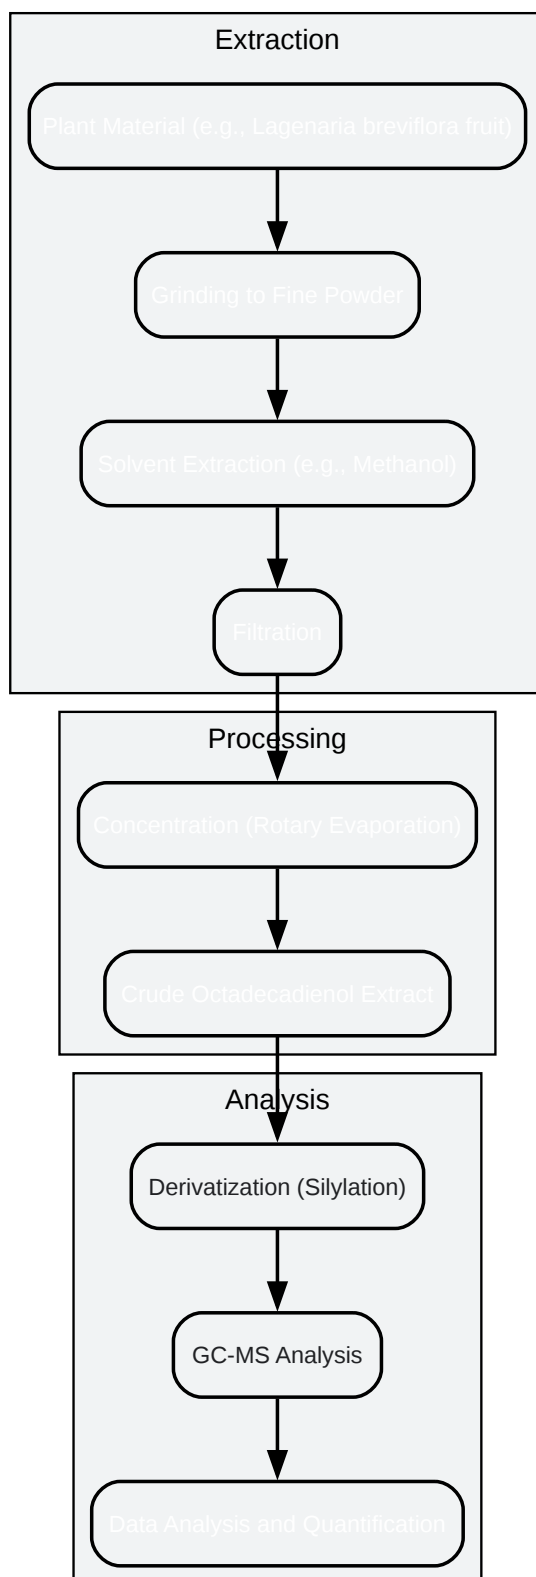 Extraction
Plant Material (e.g., Lagenaria breviflora fruit)
Grinding to Fine Powder
Solvent Extraction (e.g., Methanol)
Filtration
Processing
Concentration (Rotary Evaporation)
Crude Octadecadienol Extract
Analysis
Derivatization (Silylation)
GC-MS Analysis
Data Analysis and Quantification